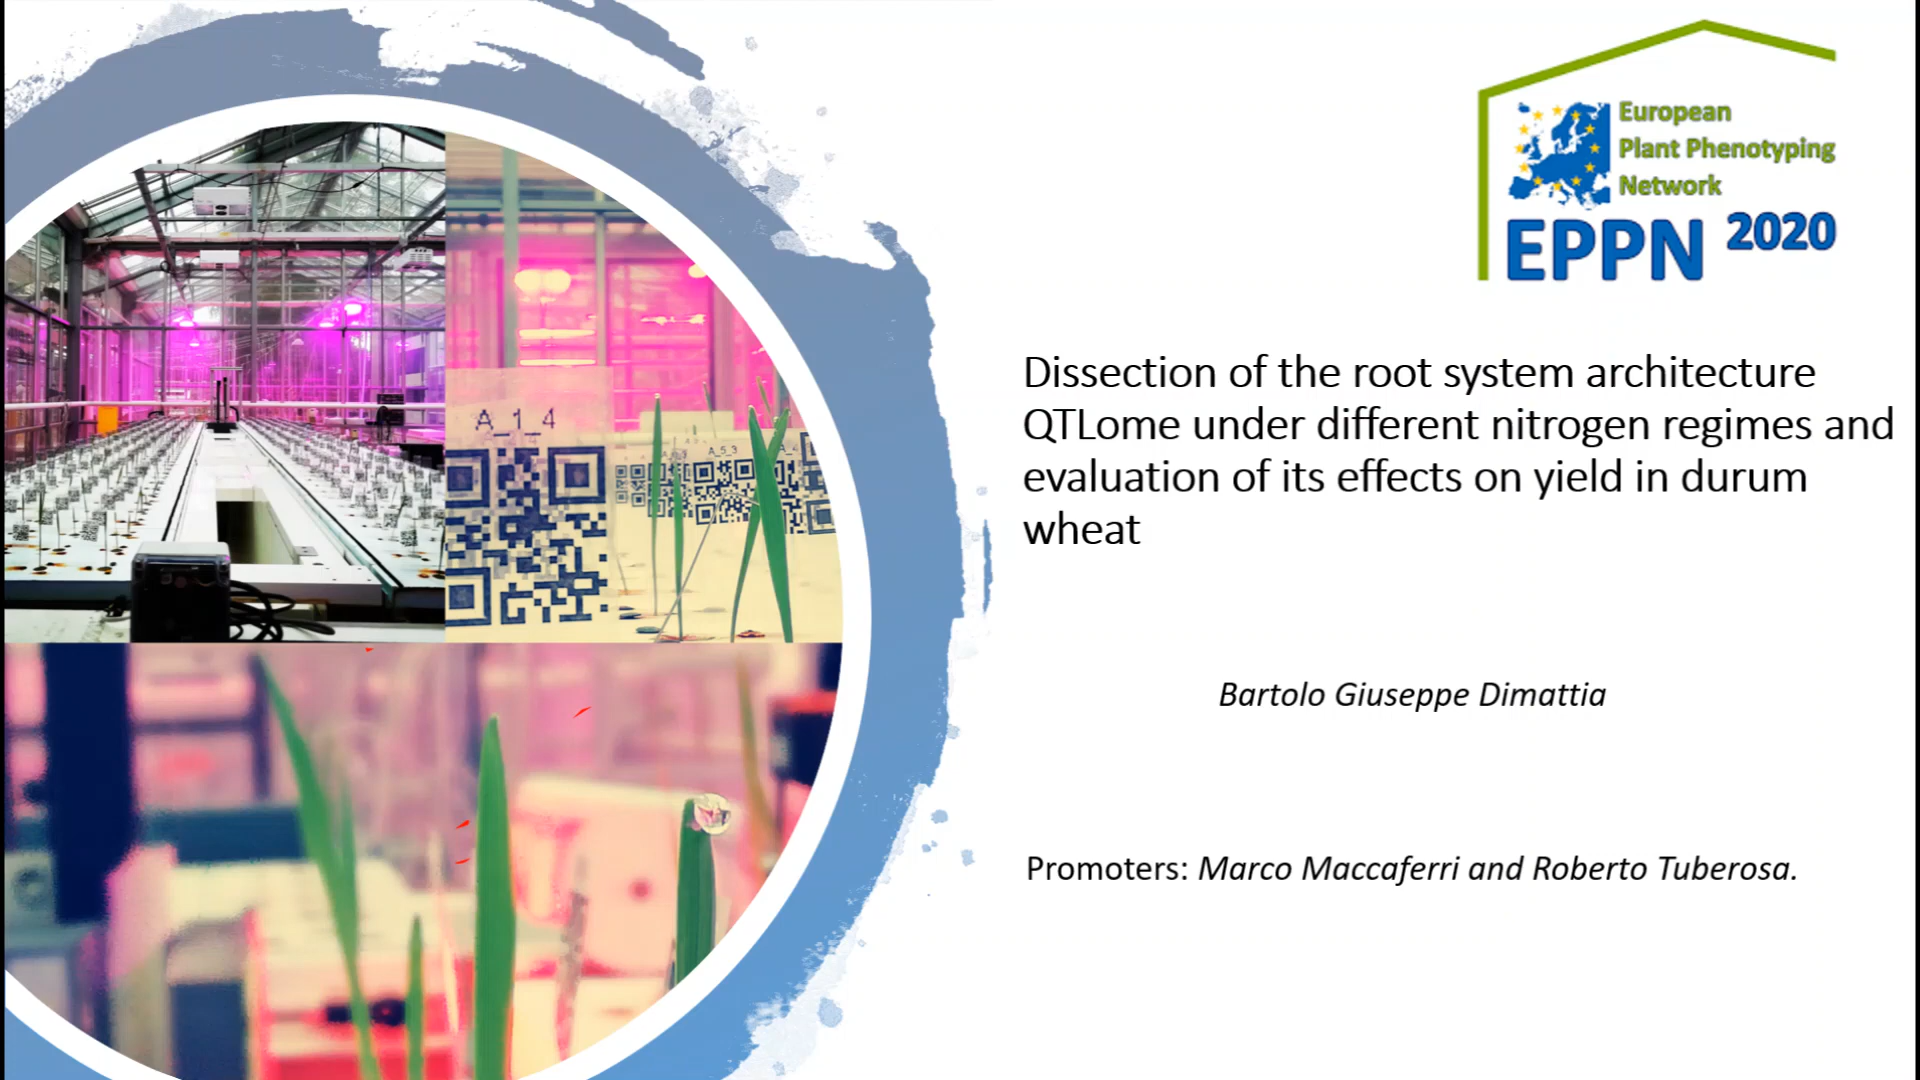 European
Plant Phenotyping
Network
EPPN 2020
Dissection of the root system architecture
QTLome under different nitrogen regimes and
evaluation of its effects on yield in durum
wheat
Bartolo Giuseppe Dimattia
Promoters: Marco Maccaferri and Roberto Tuberosa.
A_1_4
A_5_3